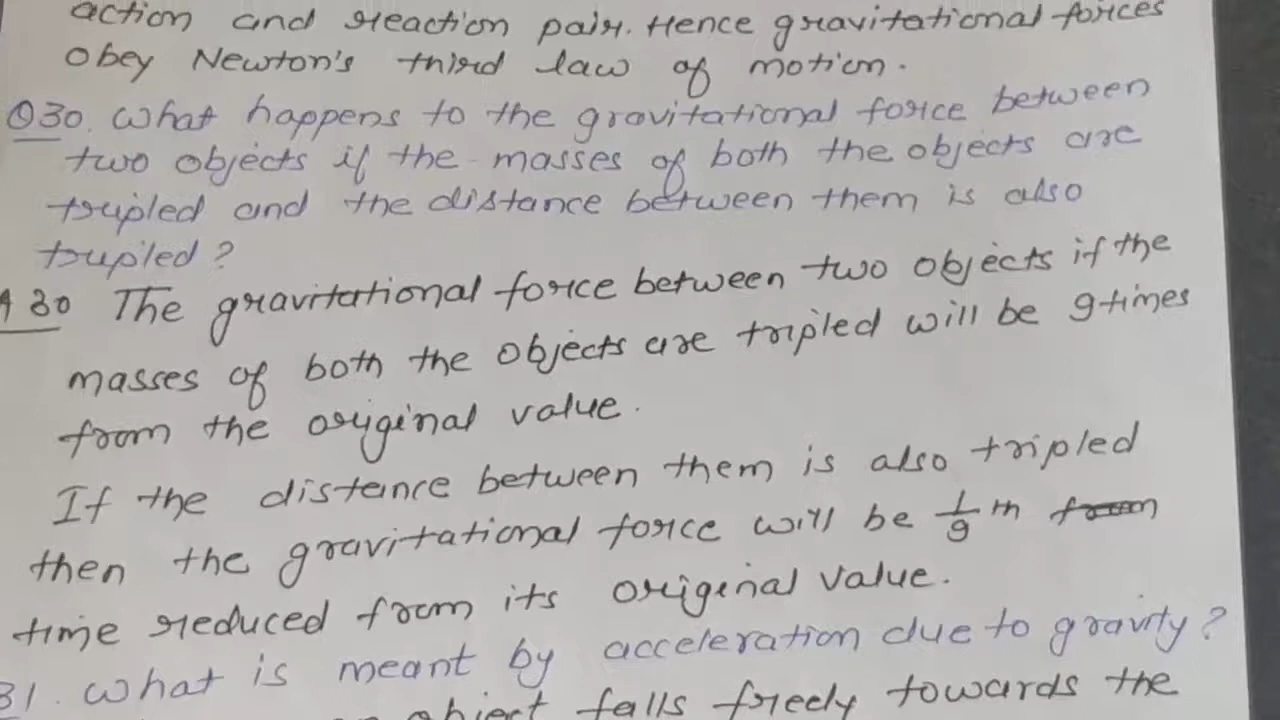 action and reaction pair. Hence gravitational forces
obey Newton's third law of motion.
Q30. What happens to the gravitational force between
two objects if the masses of both the objects are
tripled and the distance between them is also
tripled?
A 30 The gravitational force between two objects if the
masses of both the objects are tripled will be 9 times
from the original value.
If the distance between them is also tripled
then the gravitational force will be 1/9 th from
time reduced from its original value.
31. What is meant by acceleration due to gravity?
object falls freely towards the